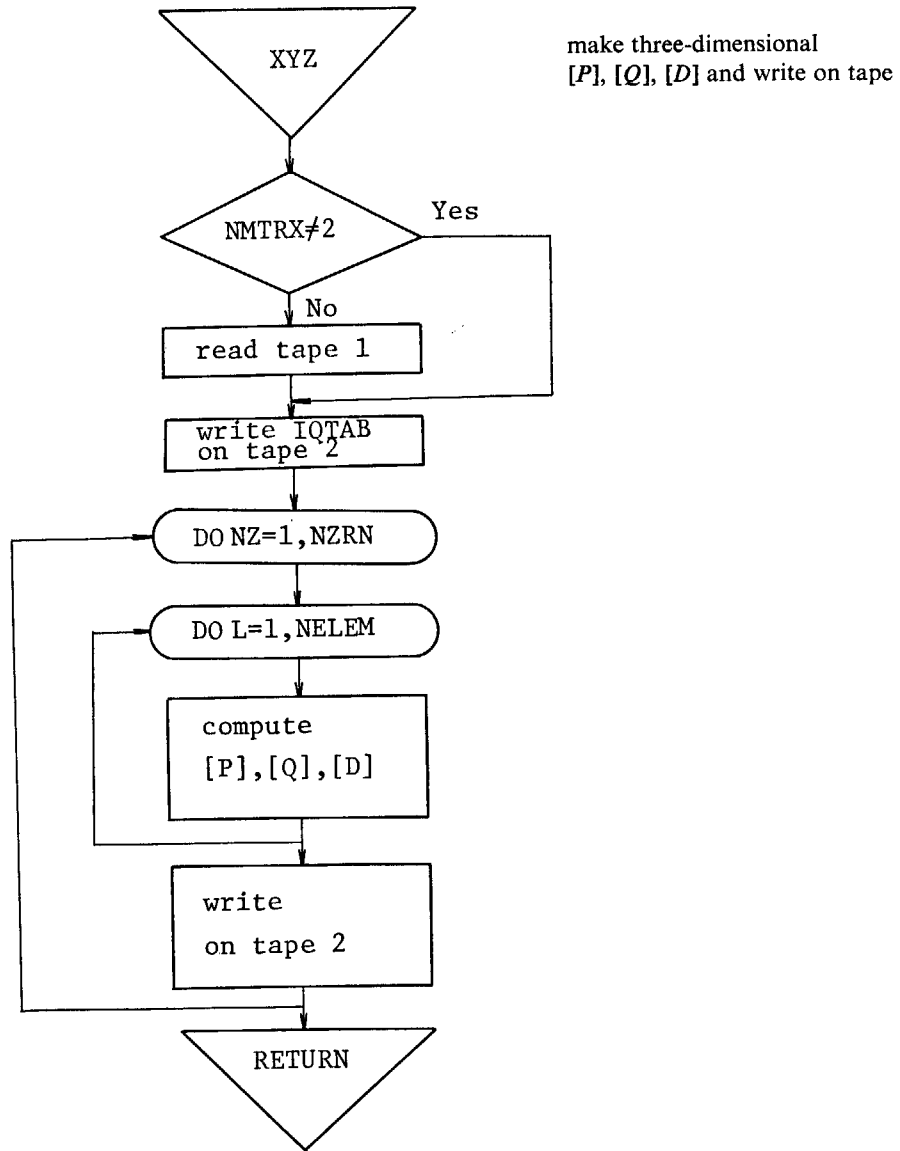 XYZ
make three-dimensional
[P], [Q], [D] and write on tape
NMTRX≠2
Yes
No
read tape 1
write IQTAB
on tape 2
DO NZ=1,NZRN
DO L=1,NELEM
compute
[P],[Q],[D]
write
on tape 2
RETURN